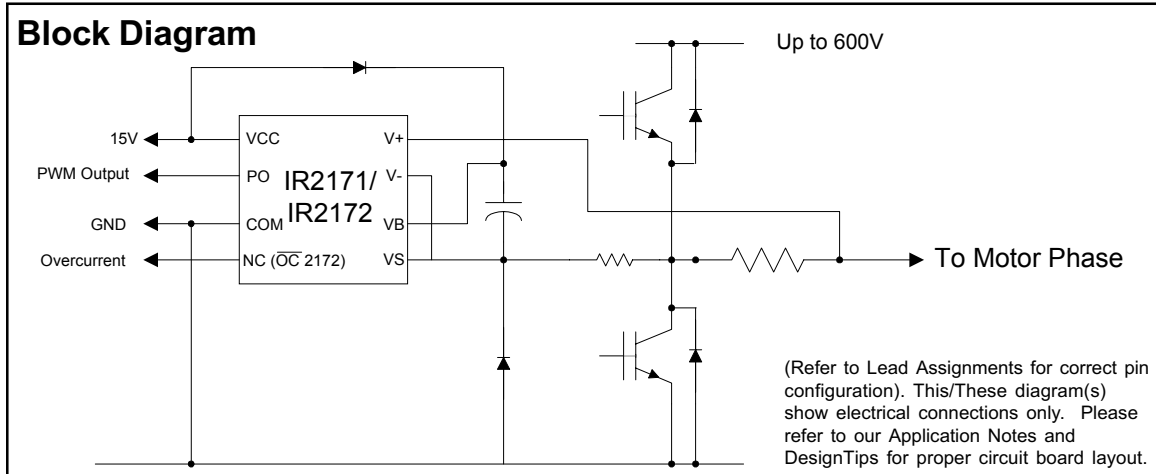 Block Diagram
Up to 600V
15V
VCC
V+
PWM Output
PO
IR2171/
IR2172
V-
GND
COM
VB
Overcurrent
NC (O̅C̅ 2172)
VS
To Motor Phase
(Refer to Lead Assignments for correct pin
configuration). This/These diagram(s)
show electrical connections only. Please
refer to our Application Notes and
DesignTips for proper circuit board layout.